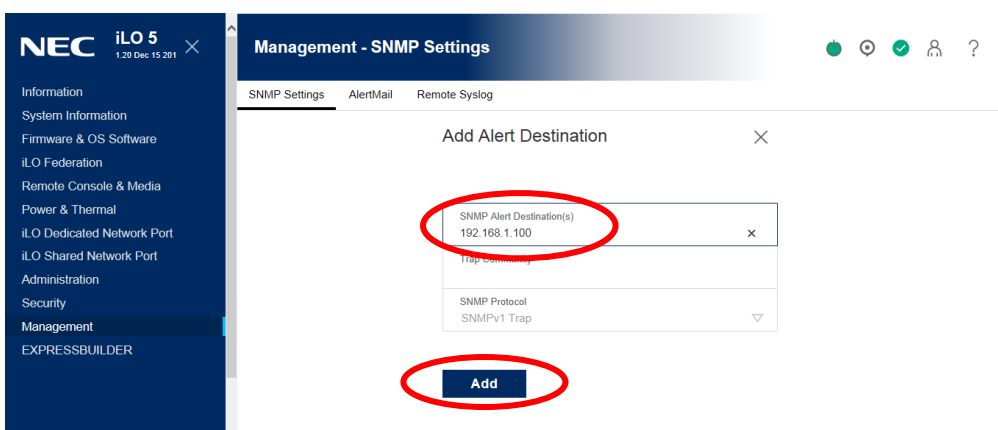 NEC
iLO 5
1.20 Dec 15 201
Information
System Information
Firmware & OS Software
iLO Federation
Remote Console & Media
Power & Thermal
iLO Dedicated Network Port
iLO Shared Network Port
Administration
Security
Management
EXPRESSBUILDER
Management - SNMP Settings
?
SNMP Settings AlertMail Remote Syslog
Add Alert Destination
SNMP Alert Destination(s)
192.168.1.100
Trap Community
SNMP Protocol
SNMPv1 Trap
Add